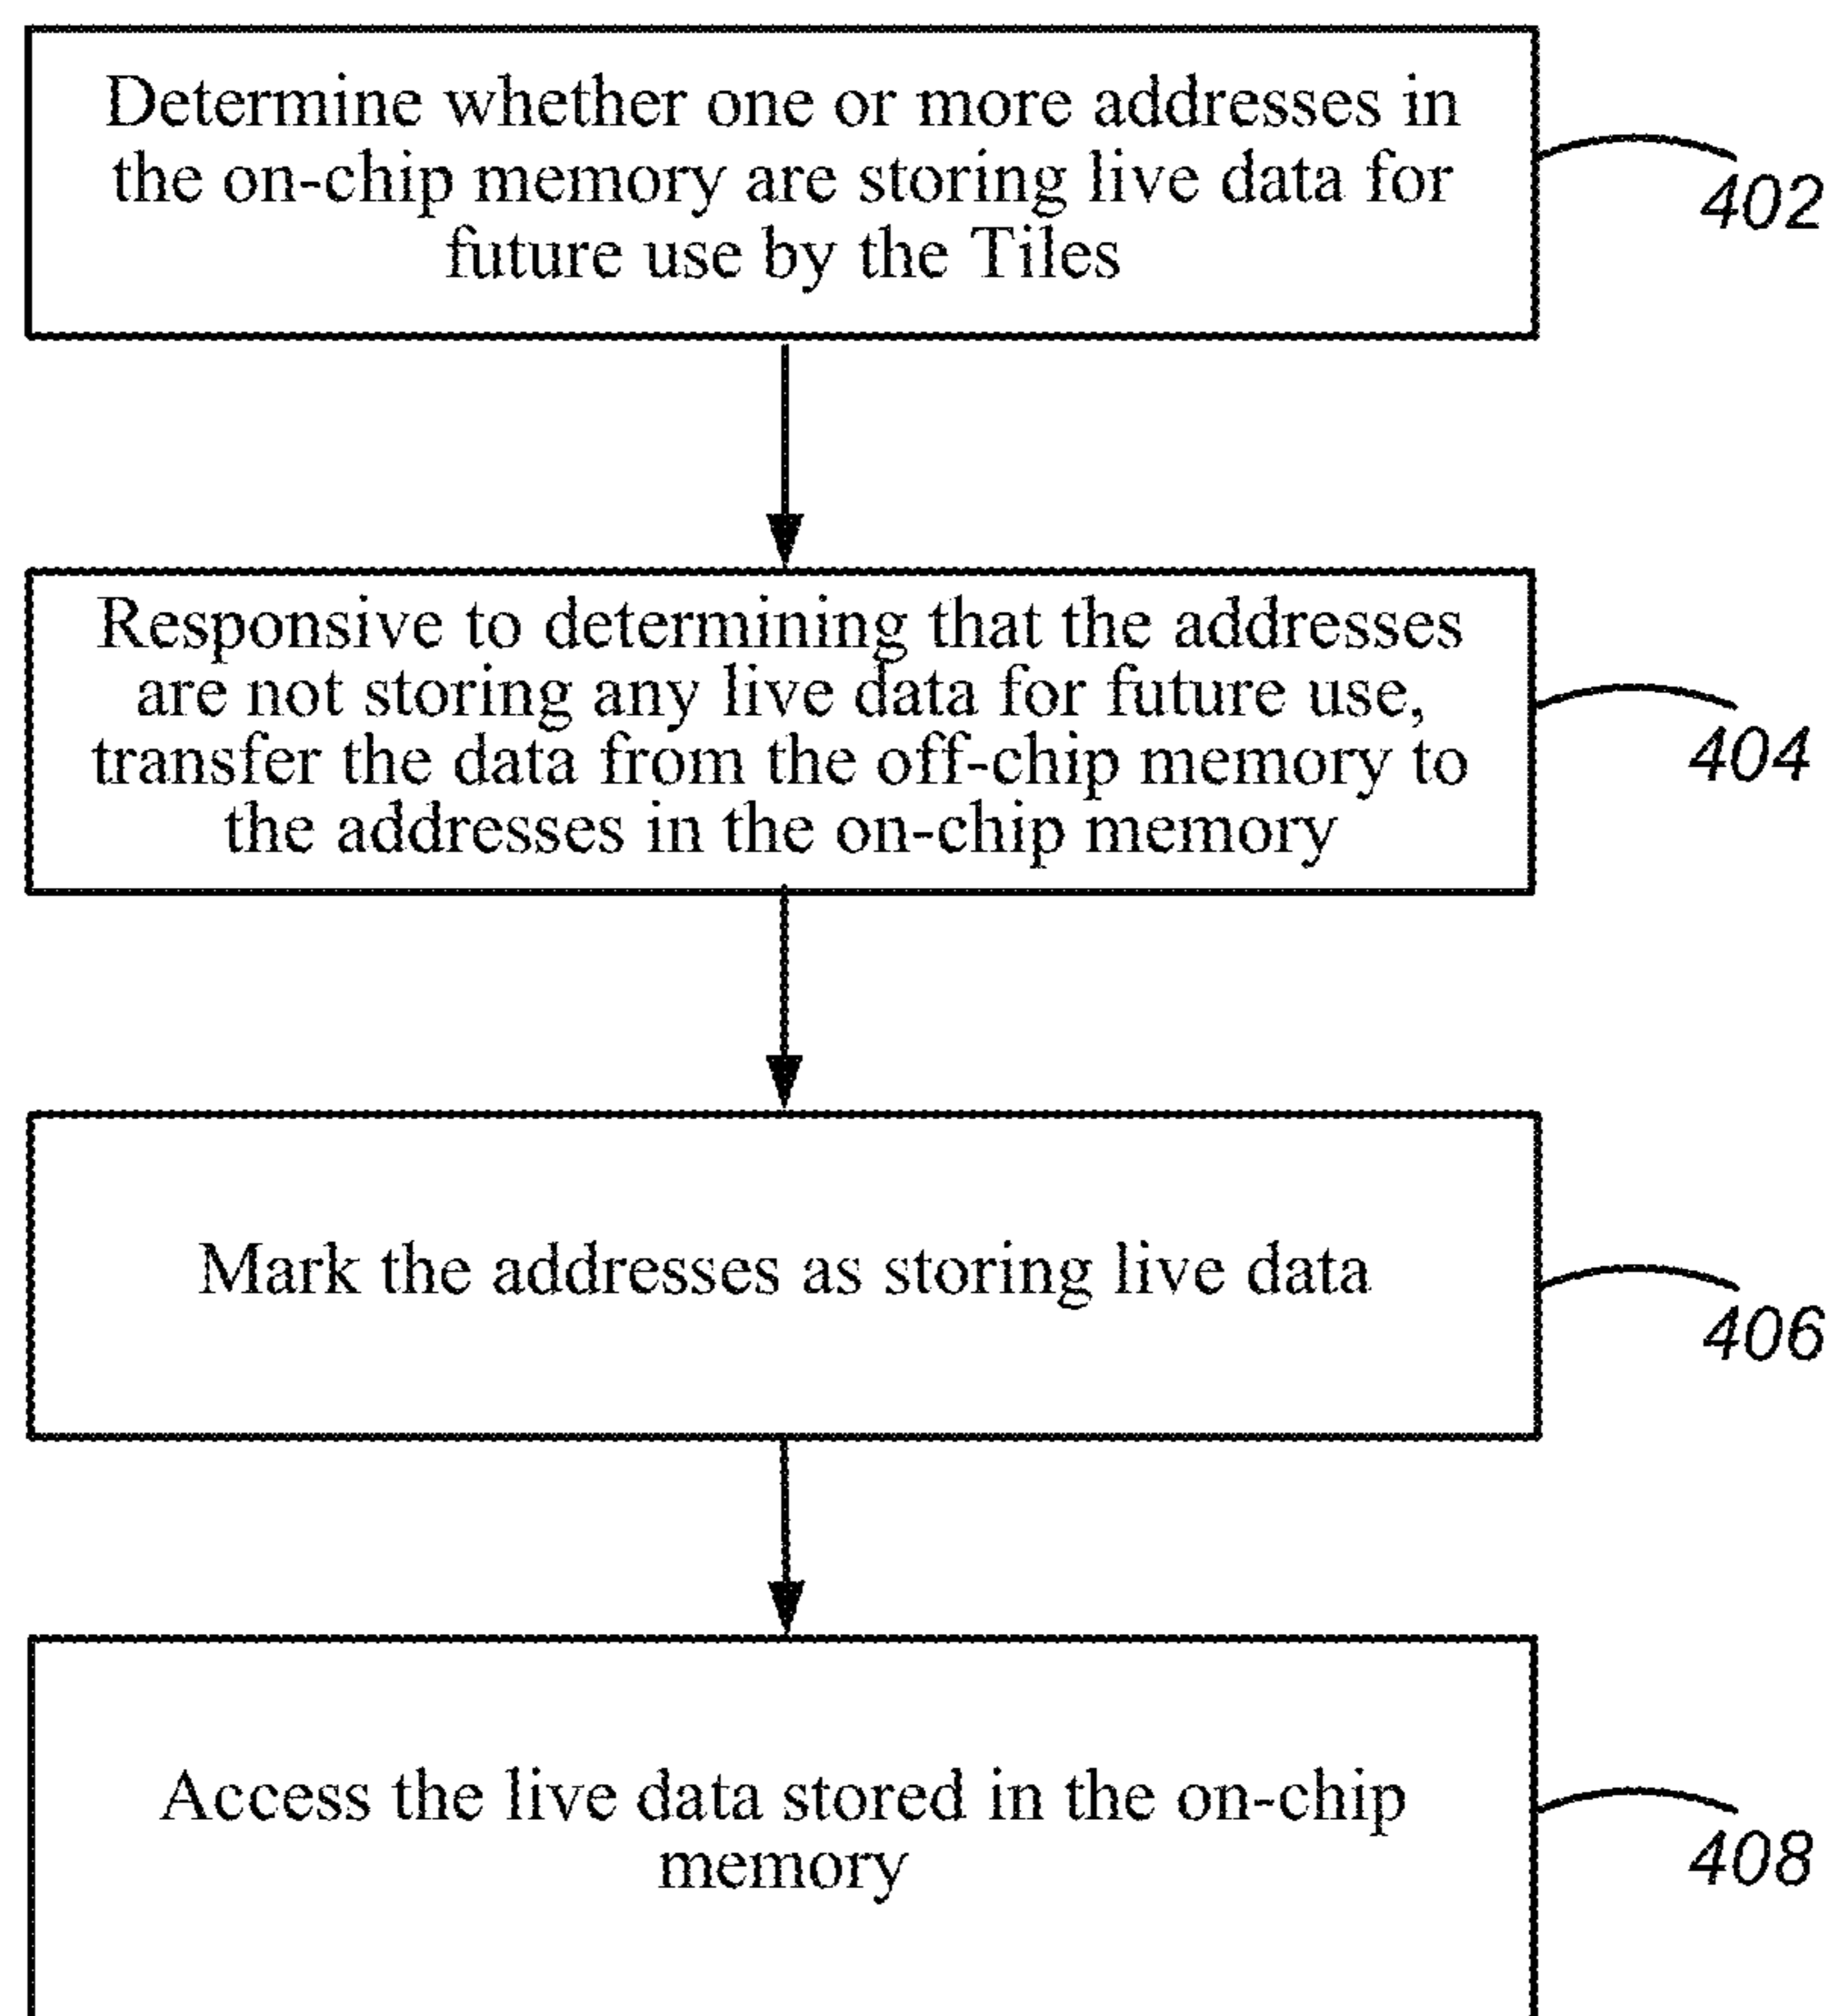 Determine whether one or more addresses in
the on-chip memory are storing live data for
future use by the Tiles
402
Responsive to determining that the addresses
are not storing any live data for future use,
transfer the data from the off-chip memory to
the addresses in the on-chip memory
404
Mark the addresses as storing live data
406
Access the live data stored in the on-chip
memory
408